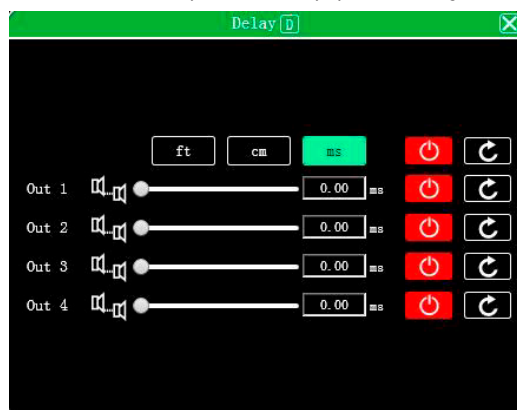 Delay D
ft cm ms
Out 1 0.00 ms
Out 2 0.00 ms
Out 3 0.00 ms
Out 4 0.00 ms